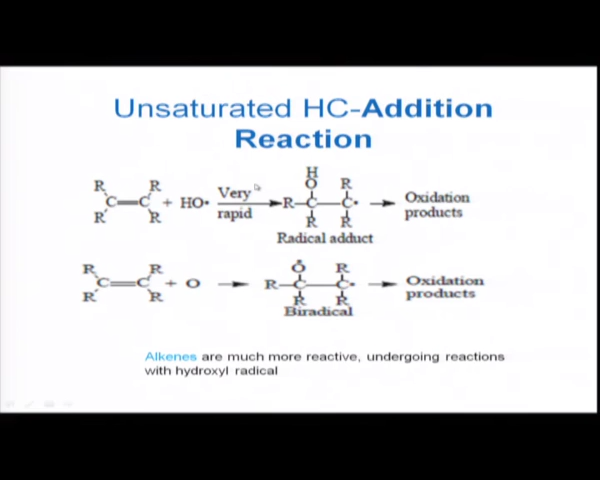 Unsaturated HC-Addition
Reaction
H
R R O R
C=C + HO• Very rapid R–C—C• → Oxidation products
R R R R
Radical adduct
R R O R
C=C + O → R–C—C• → Oxidation products
R R R R
Biradical
Alkenes are much more reactive, undergoing reactions
with hydroxyl radical